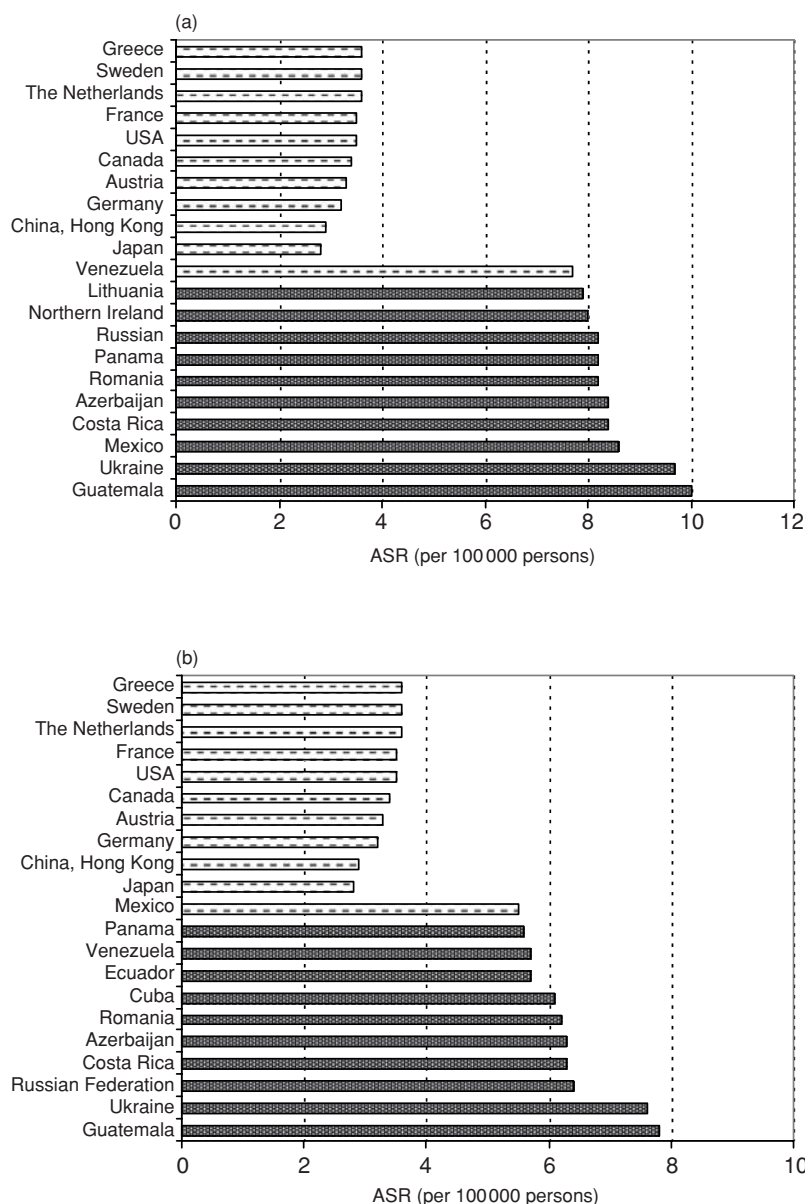 (a)
Greece
Sweden
The Netherlands
France
USA
Canada
Austria
Germany
China, Hong Kong
Japan
Venezuela
Lithuania
Northern Ireland
Russian
Panama
Romania
Azerbaijan
Costa Rica
Mexico
Ukraine
Guatemala
0 2 4 6 8 10 12
ASR (per 100 000 persons)
(b)
Greece
Sweden
The Netherlands
France
USA
Canada
Austria
Germany
China, Hong Kong
Japan
Mexico
Panama
Venezuela
Ecuador
Cuba
Romania
Azerbaijan
Costa Rica
Russian Federation
Ukraine
Guatemala
0 2 4 6 8 10
ASR (per 100 000 persons)